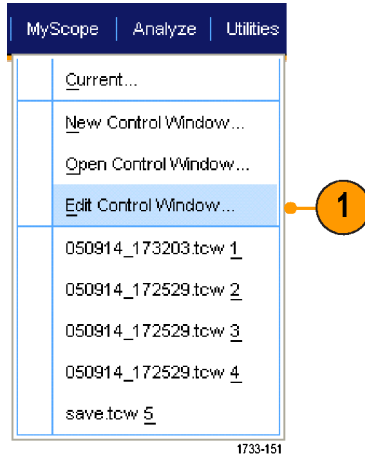 MyScope | Analyze | Utilities
Current...
New Control Window...
Open Control Window...
Edit Control Window...
1
050914_173203.tcw 1
050914_172529.tcw 2
050914_172529.tcw 3
050914_172529.tcw 4
save.tcw 5
1733-151